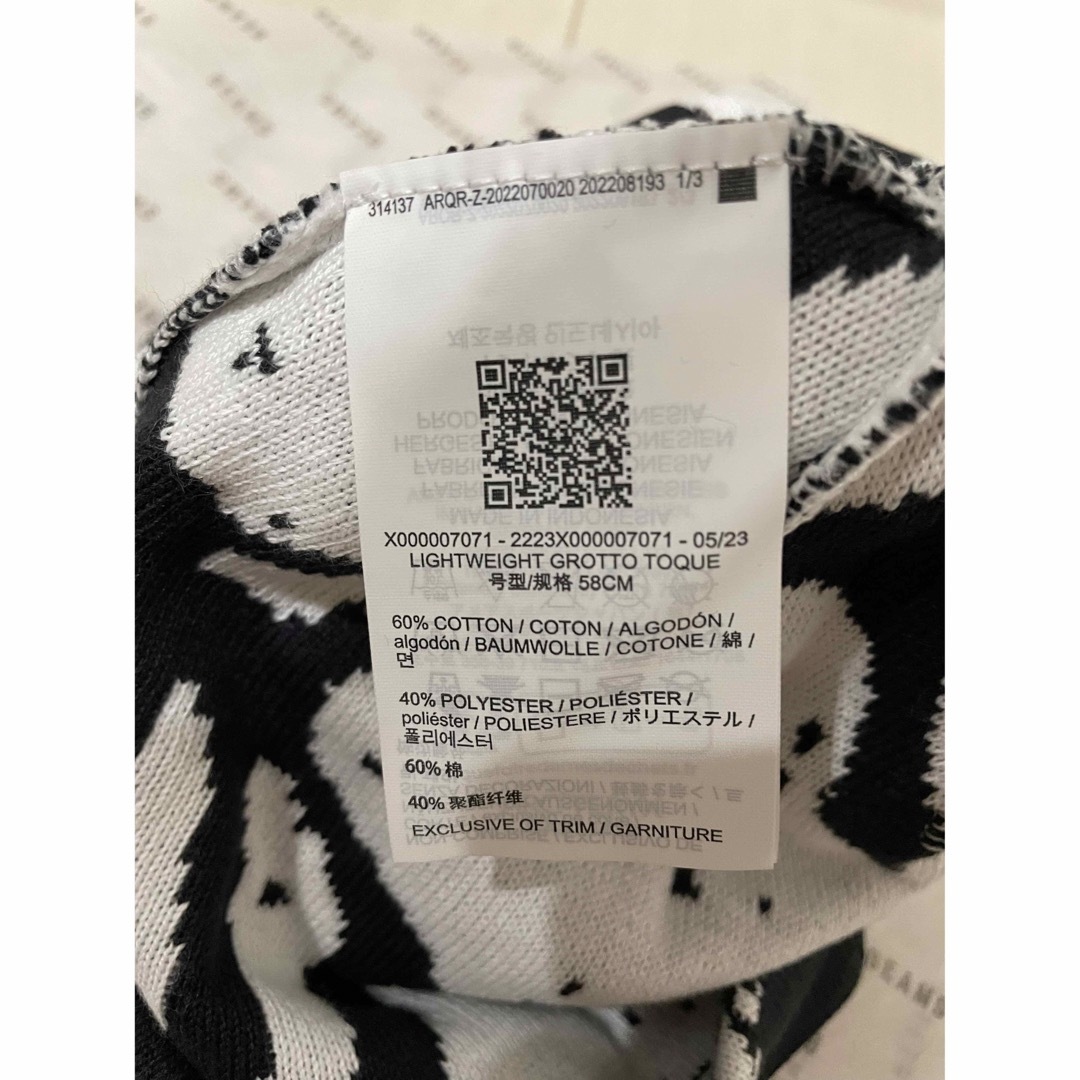 314137 ARQR-Z-2022070020 202208193 1/3
X000007071 - 2223X000007071 - 05/23
LIGHTWEIGHT GROTTO TOQUE
号型/规格 58CM
60% COTTON / COTON / ALGODÓN /
algodón / BAUMWOLLE / COTONE / 綿 /
면
40% POLYESTER / POLIÉSTER /
poliéster / POLIESTERE / ポリエステル /
폴리에스터
60% 棉
40% 聚酯纤维
EXCLUSIVE OF TRIM / GARNITURE
BEAMS